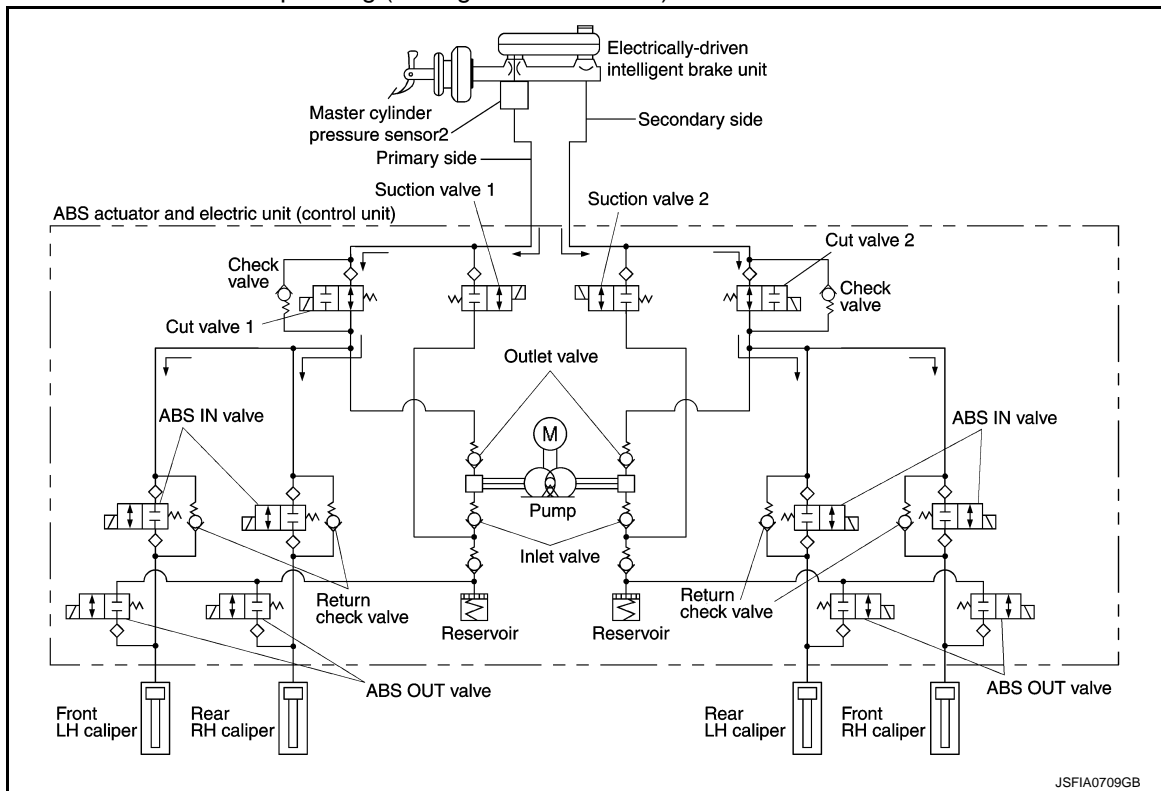 Electrically-driven
intelligent brake unit
Master cylinder
pressure sensor2
Secondary side
Primary side
Suction valve 1
Suction valve 2
ABS actuator and electric unit (control unit)
Cut valve 2
Check
valve
Check
valve
Cut valve 1
Outlet valve
ABS IN valve
ABS IN valve
M
Pump
Inlet valve
Return
check valve
Return
check valve
Reservoir
Reservoir
ABS OUT valve
ABS OUT valve
Front
LH caliper
Rear
RH caliper
Rear
LH caliper
Front
RH caliper
JSFIA0709GB